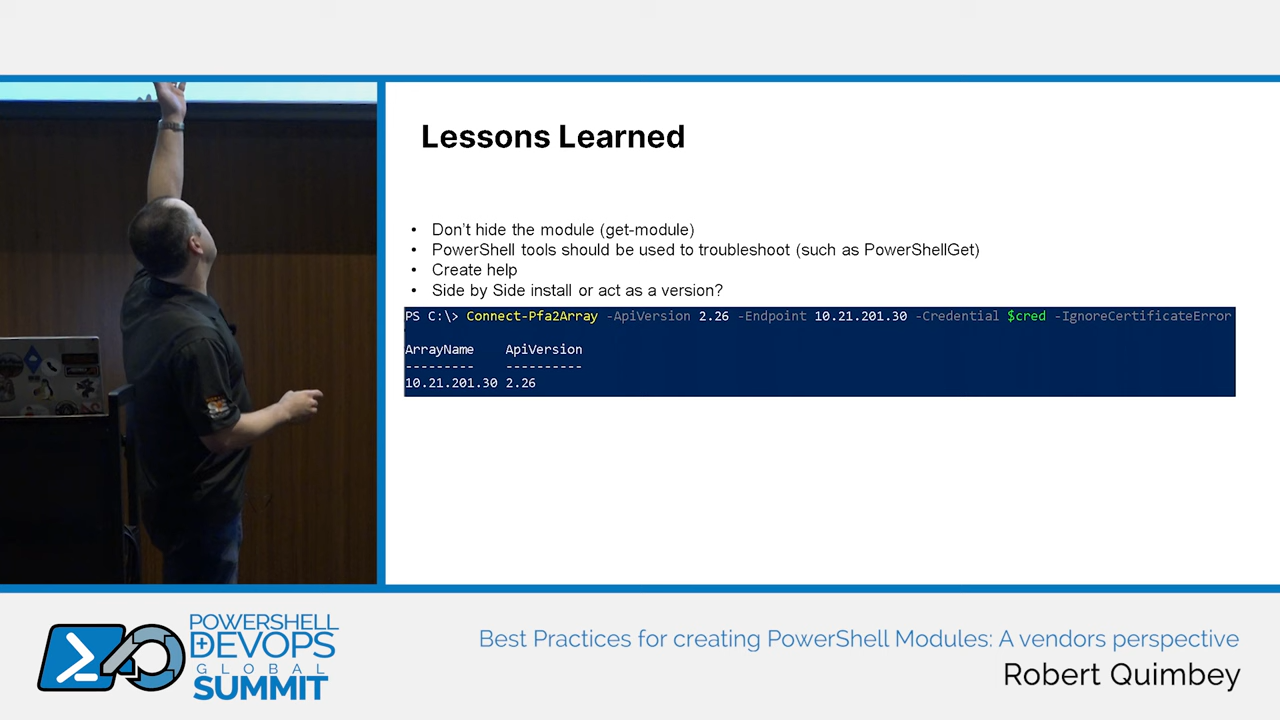 Lessons Learned
• Don't hide the module (get-module)
• PowerShell tools should be used to troubleshoot (such as PowerShellGet)
• Create help
• Side by Side install or act as a version?
PS C:\> Connect-Pfa2Array -ApiVersion 2.26 -Endpoint 10.21.201.30 -Credential $cred -IgnoreCertificateError
ArrayName ApiVersion
--------- ----------
10.21.201.30 2.26
POWERSHELL
DEVOPS
GLOBAL
SUMMIT
Best Practices for creating PowerShell Modules: A vendors perspective
Robert Quimbey